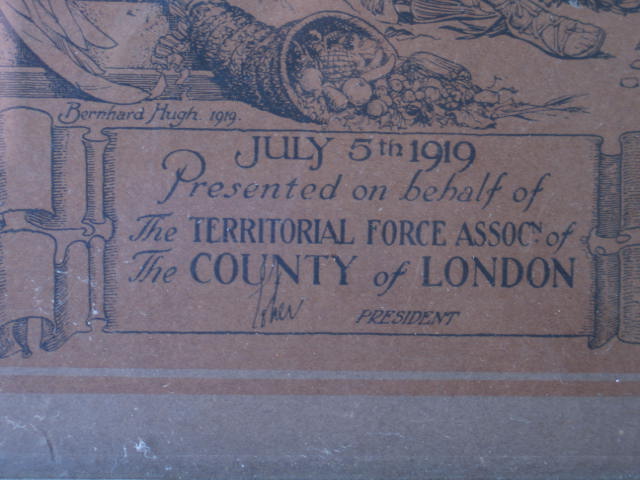 Bernhard Hugh. 1919.
JULY 5th 1919
Presented on behalf of
The TERRITORIAL FORCE ASSOCN. of
The COUNTY of LONDON
Esher PRESIDENT